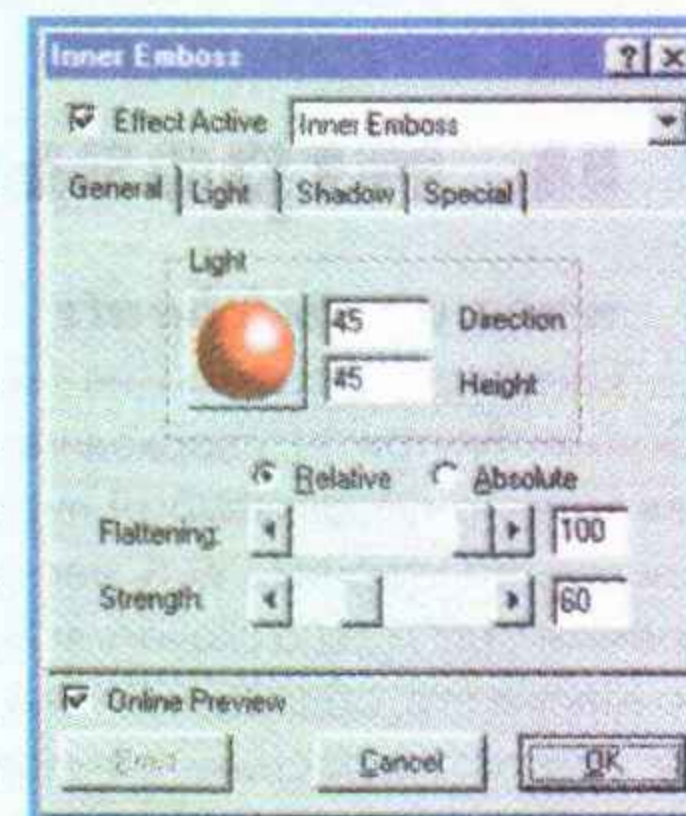 Inner Emboss
Effect Active Inner Emboss
General Light Shadow Special
Light
45 Direction
45 Height
Relative Absolute
Flattening: 100
Strength: 60
Online Preview
Cancel OK